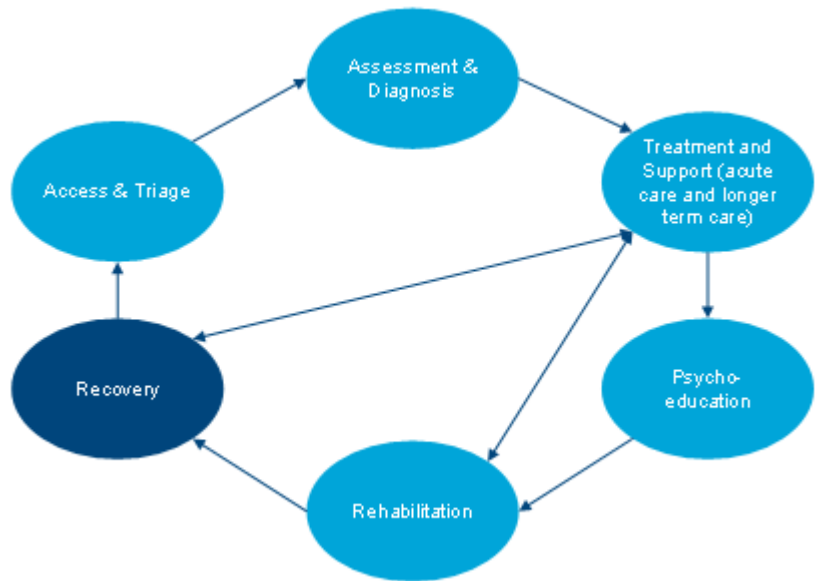 Assessment &
Diagnosis
Treatment and
Support (acute
care and longer
term care)
Access & Triage
Recovery
Psycho-
education
Rehabilitation